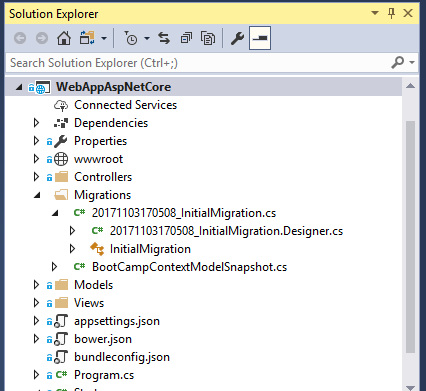 Solution Explorer
Search Solution Explorer (Ctrl+;)
WebAppAspNetCore
Connected Services
Dependencies
Properties
wwwroot
Controllers
Migrations
C# 20171103170508_InitialMigration.cs
C# 20171103170508_InitialMigration.Designer.cs
InitialMigration
C# BootCampContextModelSnapshot.cs
Models
Views
appsettings.json
bower.json
bundleconfig.json
C# Program.cs